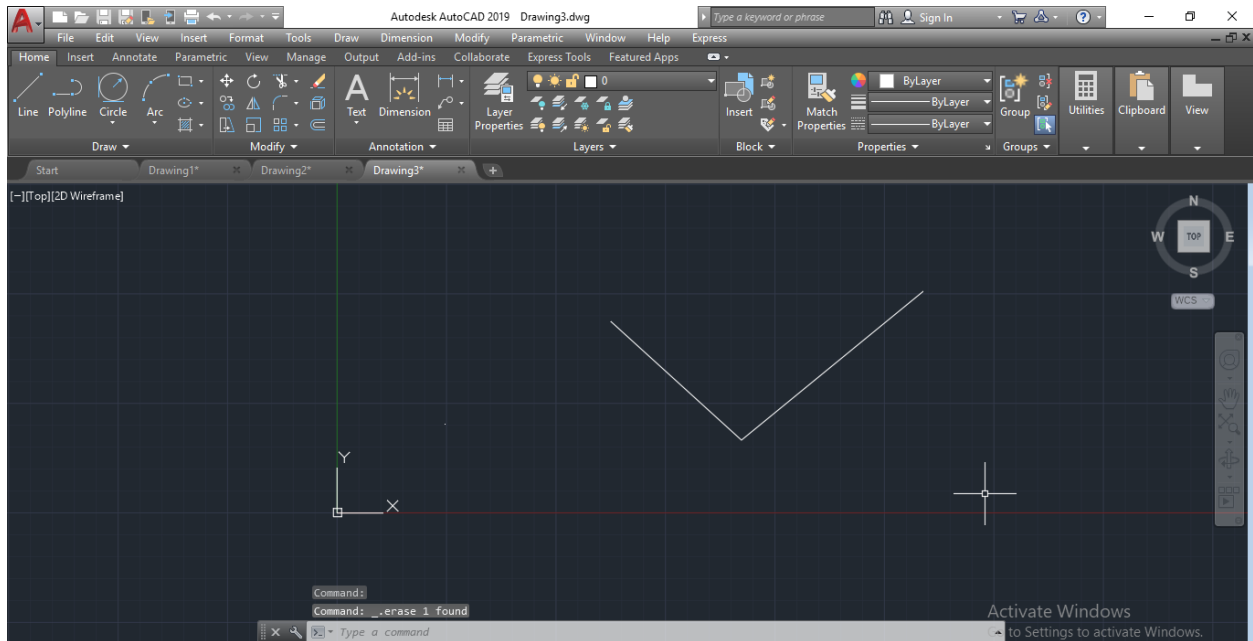 Autodesk AutoCAD 2019 Drawing3.dwg Type a keyword or phrase Sign In
File Edit View Insert Format Tools Draw Dimension Modify Parametric Window Help Express
Home Insert Annotate Parametric View Manage Output Add-ins Collaborate Express Tools Featured Apps
0 ByLayer
ByLayer
Line Polyline Circle Arc Text Dimension Layer Properties Insert Match Properties ByLayer Group Utilities Clipboard View
Draw Modify Annotation Layers Block Properties Groups
Start Drawing1* Drawing2* Drawing3*
[−][Top][2D Wireframe]
N
W TOP E
S
WCS
Y
X
Command:
Command: _.erase 1 found
Type a command
Activate Windows
to Settings to activate Windows.